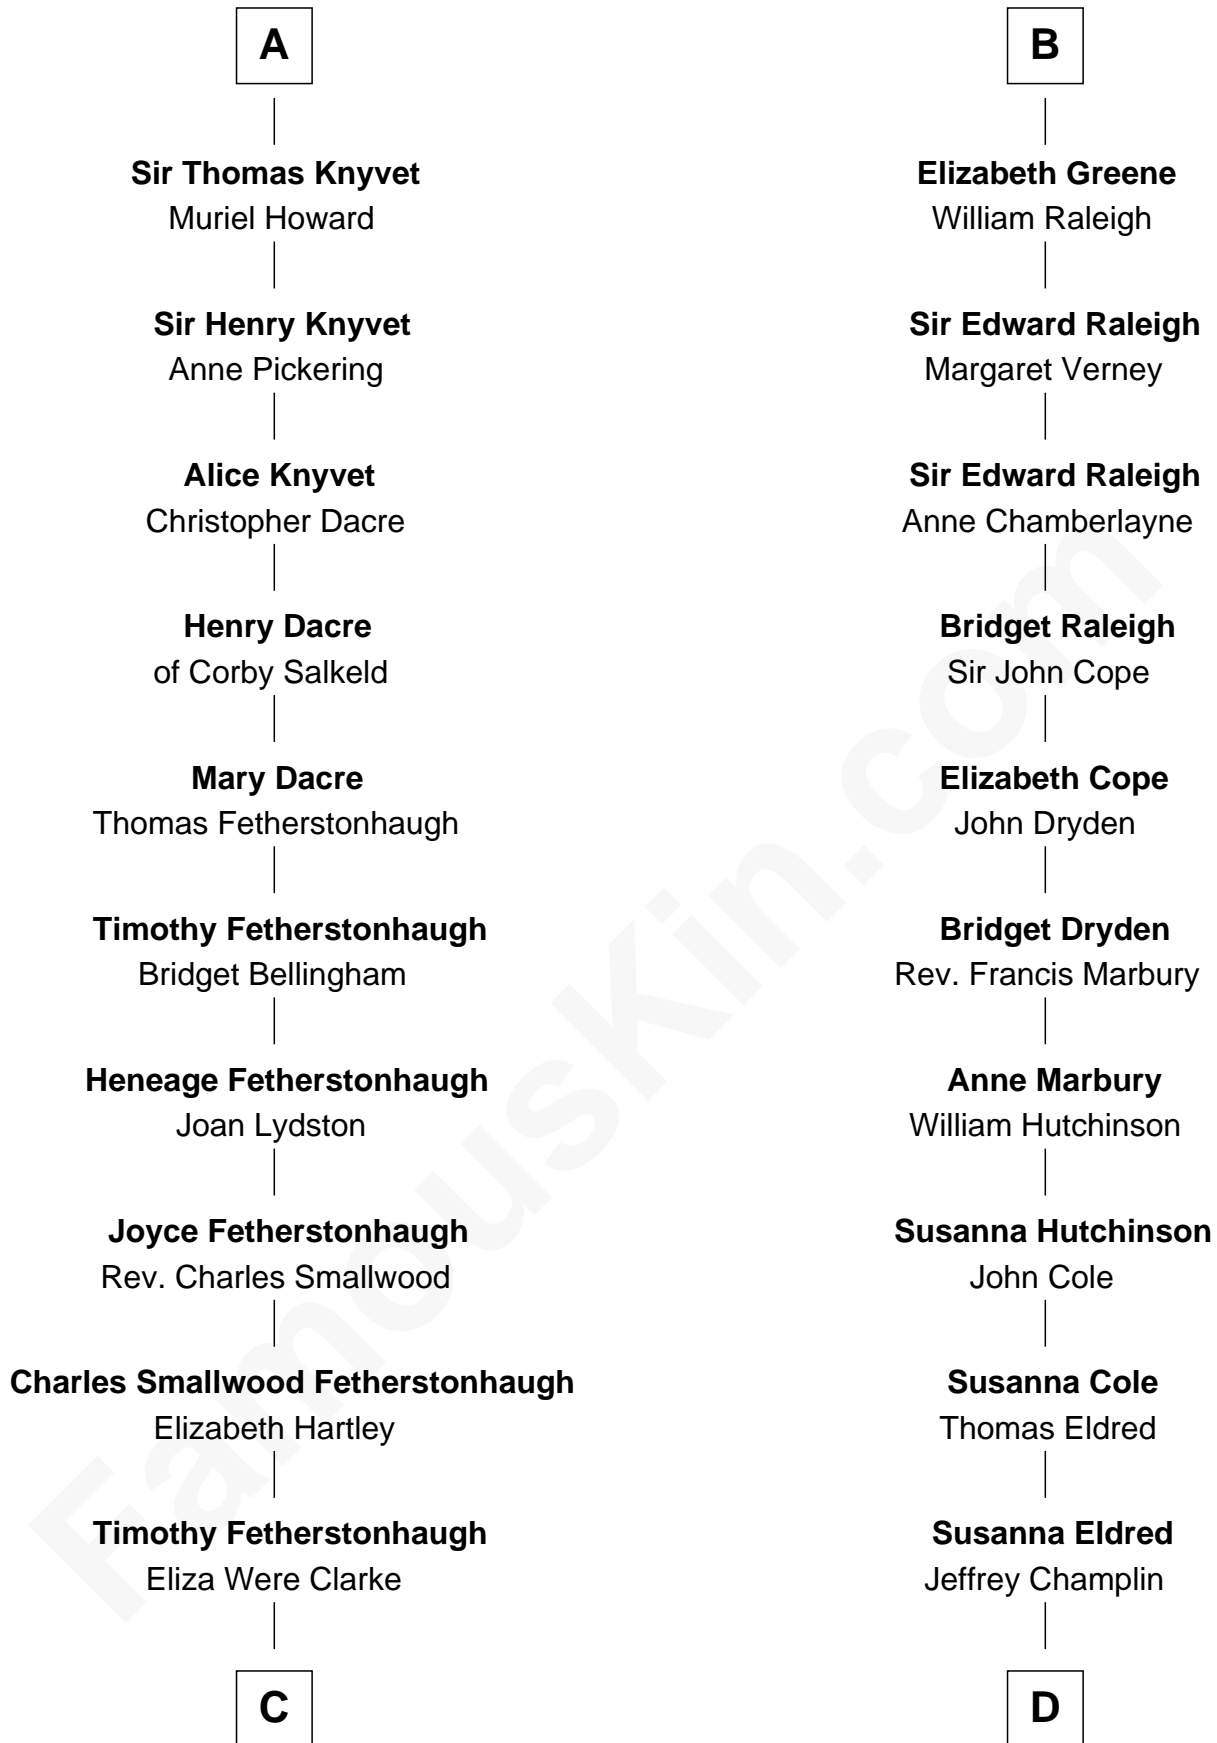 A
Sir Thomas Knyvet
Muriel Howard
Sir Henry Knyvet
Anne Pickering
Alice Knyvet
Christopher Dacre
Henry Dacre
of Corby Salkeld
Mary Dacre
Thomas Fetherstonhaugh
Timothy Fetherstonhaugh
Bridget Bellingham
Heneage Fetherstonhaugh
Joan Lydston
Joyce Fetherstonhaugh
Rev. Charles Smallwood
Charles Smallwood Fetherstonhaugh
Elizabeth Hartley
Timothy Fetherstonhaugh
Eliza Were Clarke
C
B
Elizabeth Greene
William Raleigh
Sir Edward Raleigh
Margaret Verney
Sir Edward Raleigh
Anne Chamberlayne
Bridget Raleigh
Sir John Cope
Elizabeth Cope
John Dryden
Bridget Dryden
Rev. Francis Marbury
Anne Marbury
William Hutchinson
Susanna Hutchinson
John Cole
Susanna Cole
Thomas Eldred
Susanna Eldred
Jeffrey Champlin
D
FamousKin.com